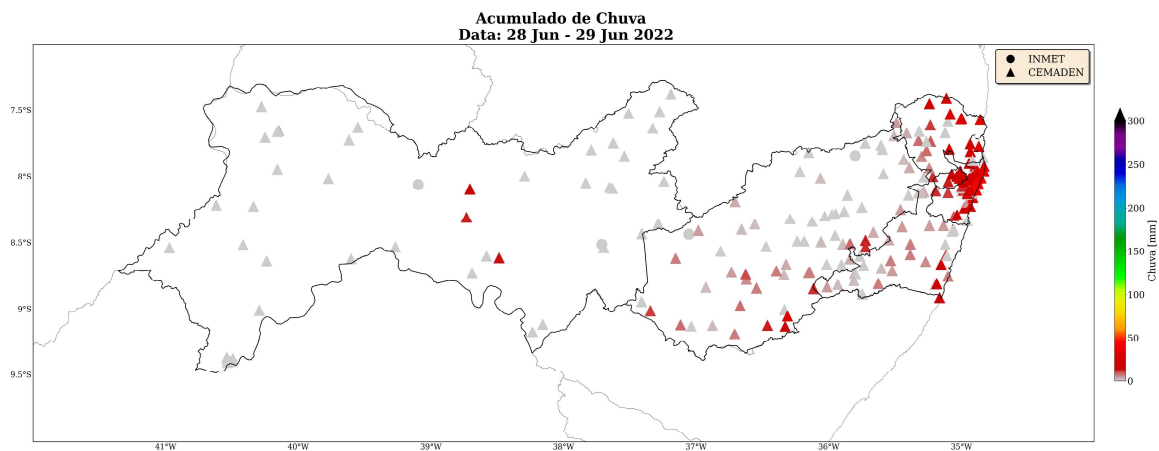 Acumulado de Chuva
Data: 28 Jun - 29 Jun 2022
INMET
CEMADEN
7.5°S
8°S
8.5°S
9°S
9.5°S
41°W
40°W
39°W
38°W
37°W
36°W
35°W
300
250
200
150
100
50
0
Chuva [mm]